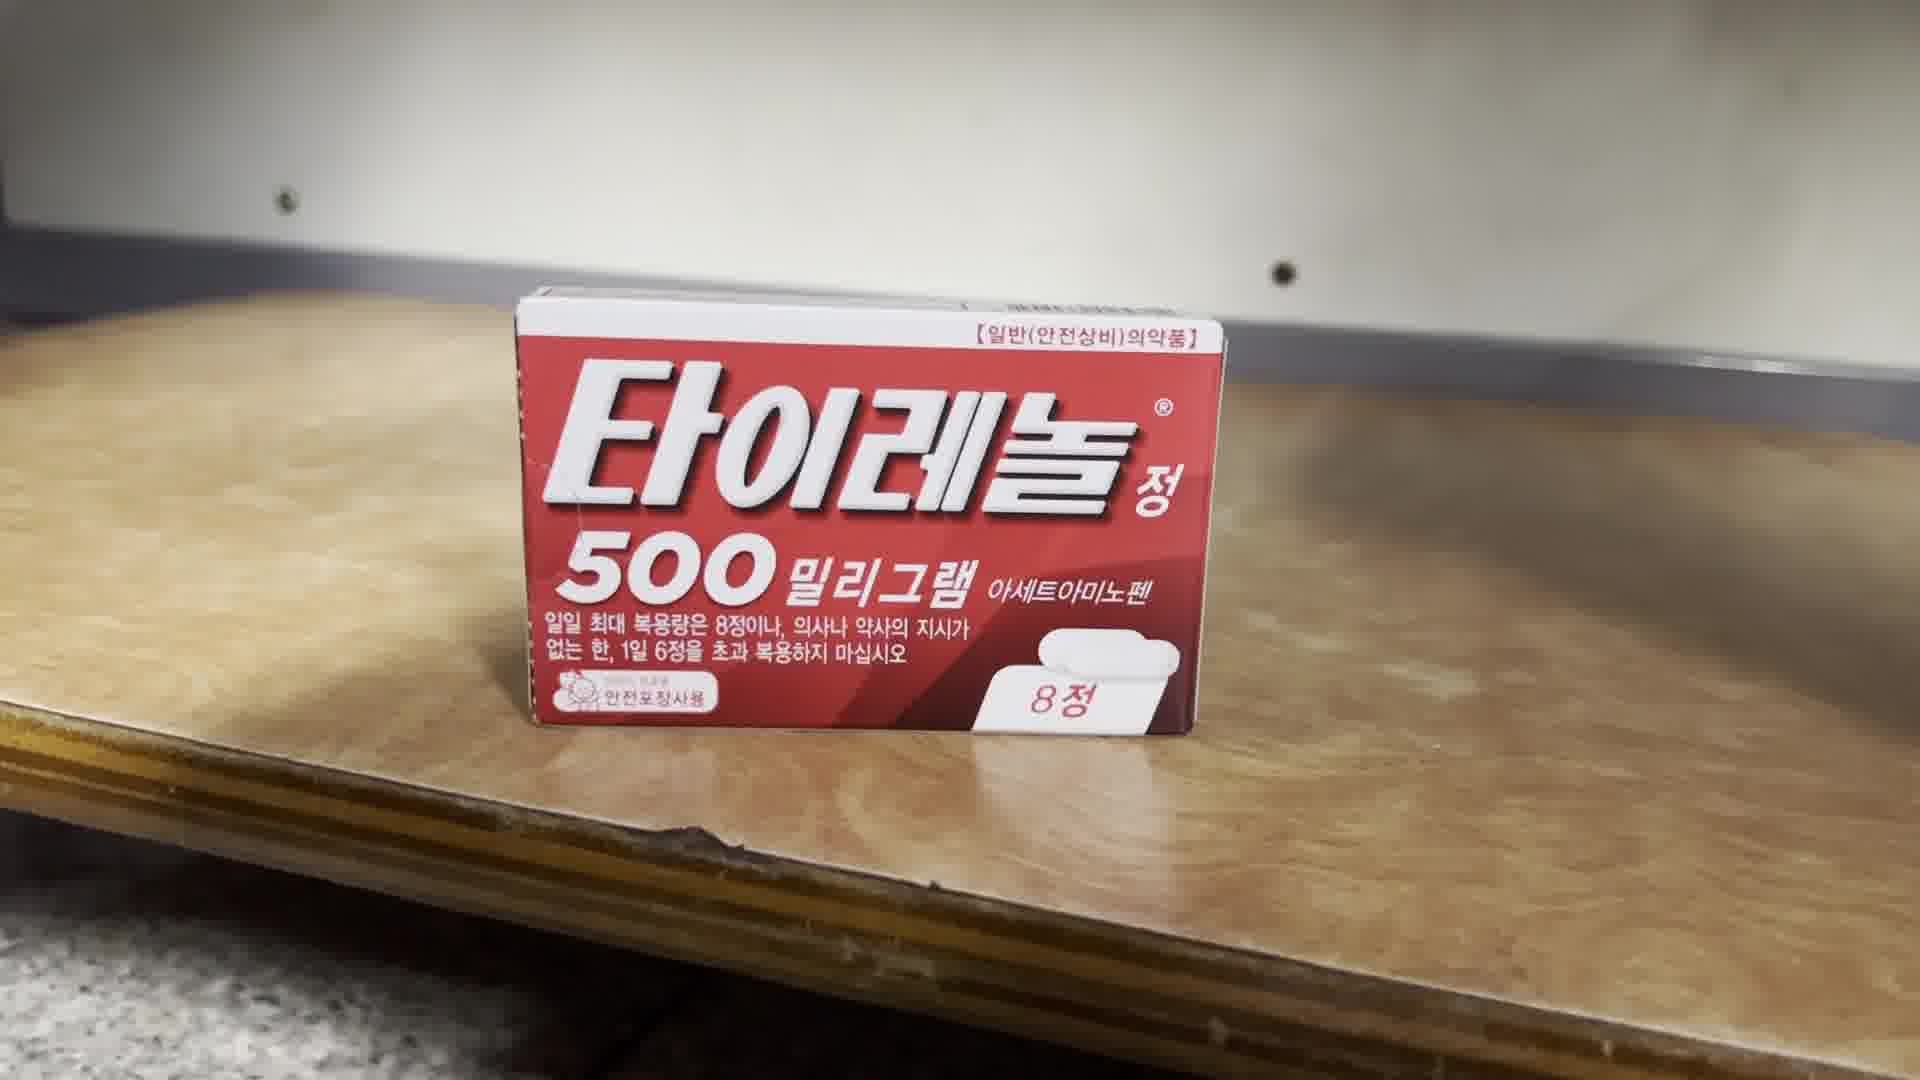 【일반(안전상비)의약품】
타이레놀® 정
500 밀리그램 아세트아미노펜
일일 최대 복용량은 8정이나, 의사나 약사의 지시가
없는 한, 1일 6정을 초과 복용하지 마십시오
안전포장사용
8정